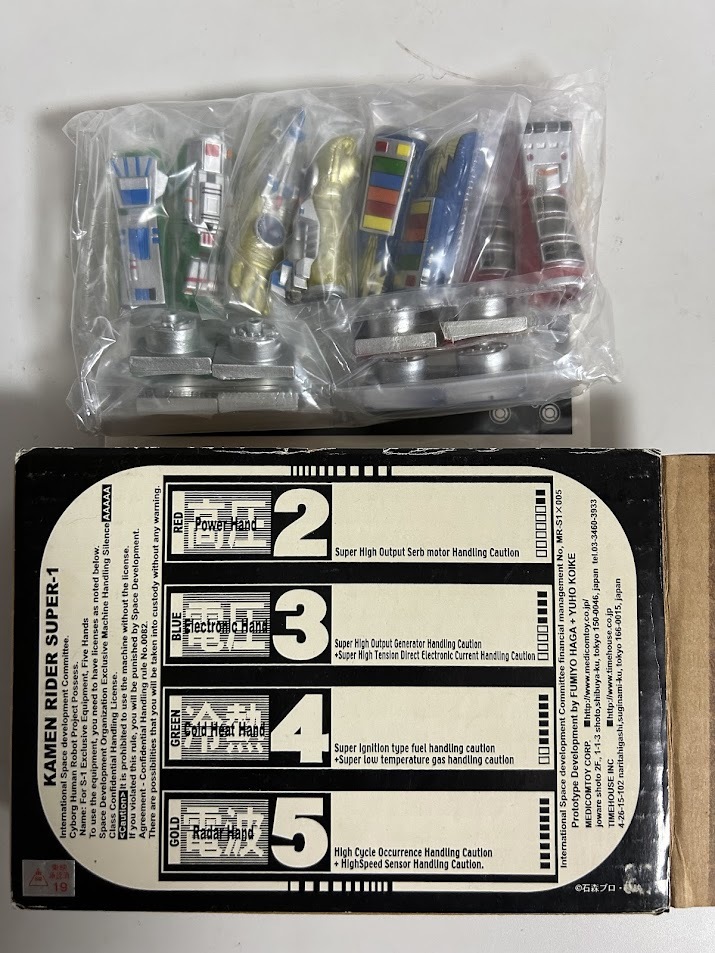 KAMEN RIDER SUPER-1
International Space development Committee.
Cyborg Human Robot Project Possess.
Name: For S-1 Exclusive Equipment, Five Hands
To use the equipment, you need to have licenses as noted below.
Space Development Organization Exclusive Machine Handling Silence AAAAA
Class Confidential Handling License.
<Caution> It is prohibited to use the machine without the license.
If you violated this rule, you will be punished by Space Development.
Agreement - Confidential Handling rule No.0082.
There are possibilities that you will be taken into custody without any warning.
RED
高圧
Power Hand
2
Super High Output Serb motor Handling Caution
BLUE
電圧
Electronic Hand
3
Super High Output Generator Handling Caution
+Super High Tension Direct Electronic Current Handling Caution
GREEN
冷熱
Cold Heat Hand
4
Super Ignition type fuel handling caution
+Super low temperature gas handling caution
GOLD
電波
Radar Hand
5
High Cycle Occurrence Handling Caution
+ HighSpeed Sensor Handling Caution.
International Space development Committee financial management No, MR-S1×005
Prototype Development by FUMIYO HAGA + YUHO KOIKE
MEDICOMTOY CORP. ■http://www.medicomtoy.co.jp/
joware shoto 2F, 1-1-3 shoto,shibuya-ku, tokyo 150-0046, japan tel.03-3460-3933
TIMEHOUSE INC ■http://www.timehouse.co.jp
4-26-15-102 naritahigashi,suginami-ku, tokyo 166-0015, japan
©石森プロ・
19